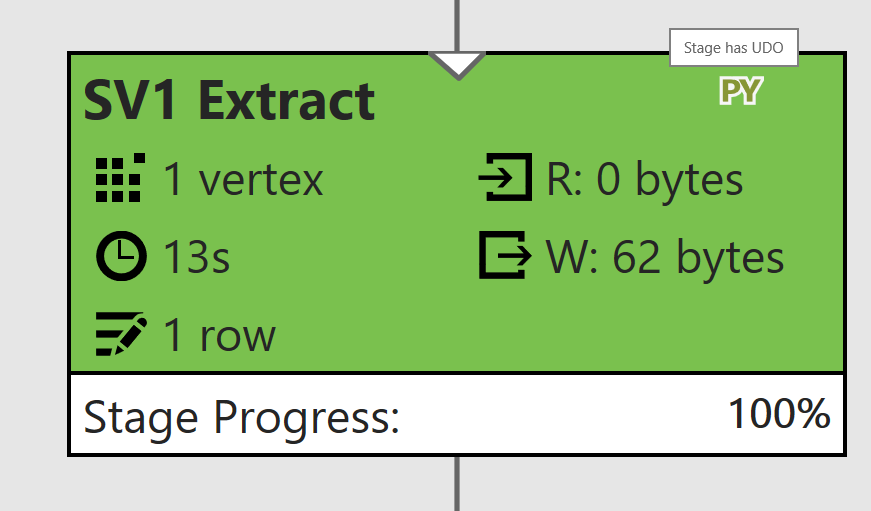 Stage has UDO
SV1 Extract
PY
1 vertex
R: 0 bytes
13s
W: 62 bytes
1 row
Stage Progress:
100%